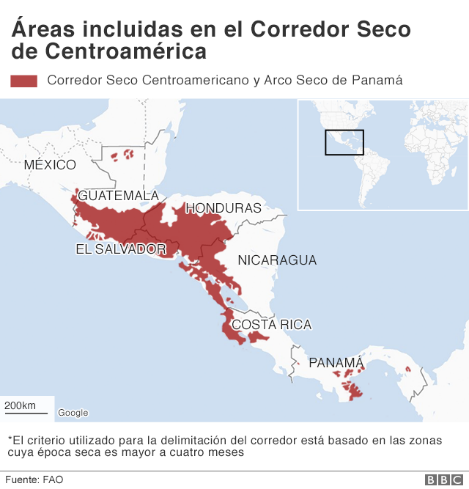 Áreas incluidas en el Corredor Seco
de Centroamérica
Corredor Seco Centroamericano y Arco Seco de Panamá
MÉXICO
GUATEMALA
HONDURAS
EL SALVADOR
NICARAGUA
COSTA RICA
PANAMÁ
200km
Google
*El criterio utilizado para la delimitación del corredor está basado en las zonas
cuya época seca es mayor a cuatro meses
Fuente: FAO
BBC